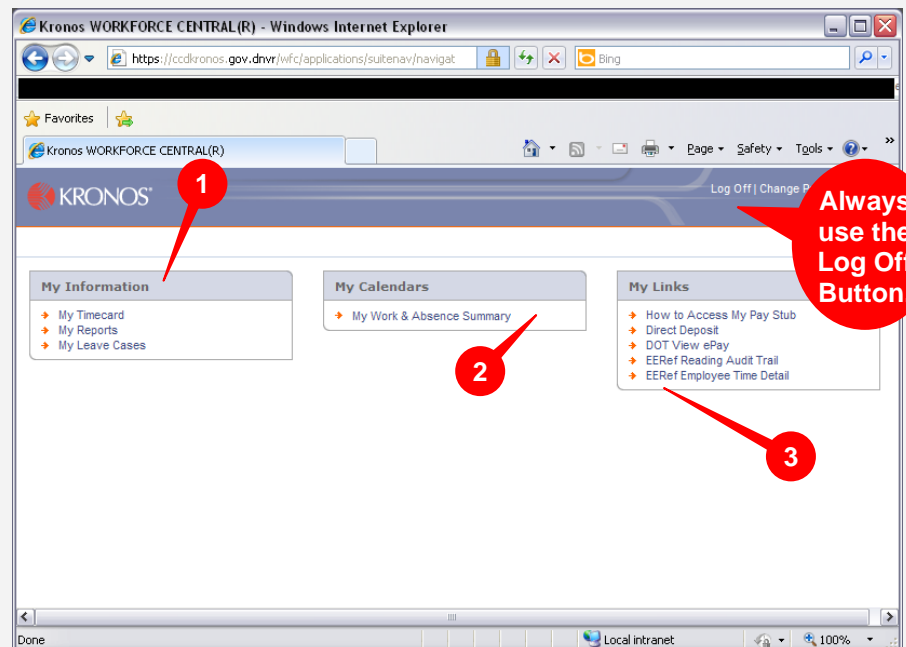 Kronos WORKFORCE CENTRAL(R) - Windows Internet Explorer
https://ccdkronos.gov.dnvr/wfc/applications/suitenav/navigat
Bing
Favorites
Kronos WORKFORCE CENTRAL(R)
Page Safety Tools »
KRONOS®
1
Log Off | Change
Always
use the
Log Off
Button.
My Information
My Timecard
My Reports
My Leave Cases
My Calendars
My Work & Absence Summary
2
My Links
How to Access My Pay Stub
Direct Deposit
DOT View ePay
EERef Reading Audit Trail
EERef Employee Time Detail
3
Done
Local intranet
100%